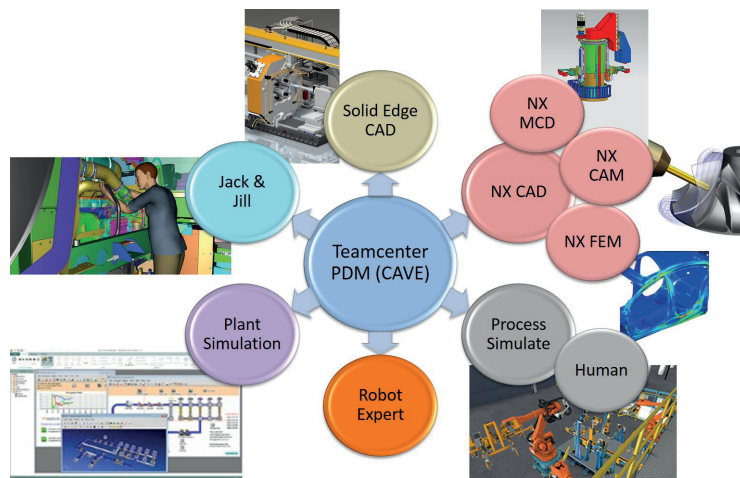 Solid Edge
CAD
NX
MCD
NX
CAM
NX CAD
NX FEM
Jack &
Jill
Teamcenter
PDM (CAVE)
Plant
Simulation
Process
Simulate
Human
Robot
Expert